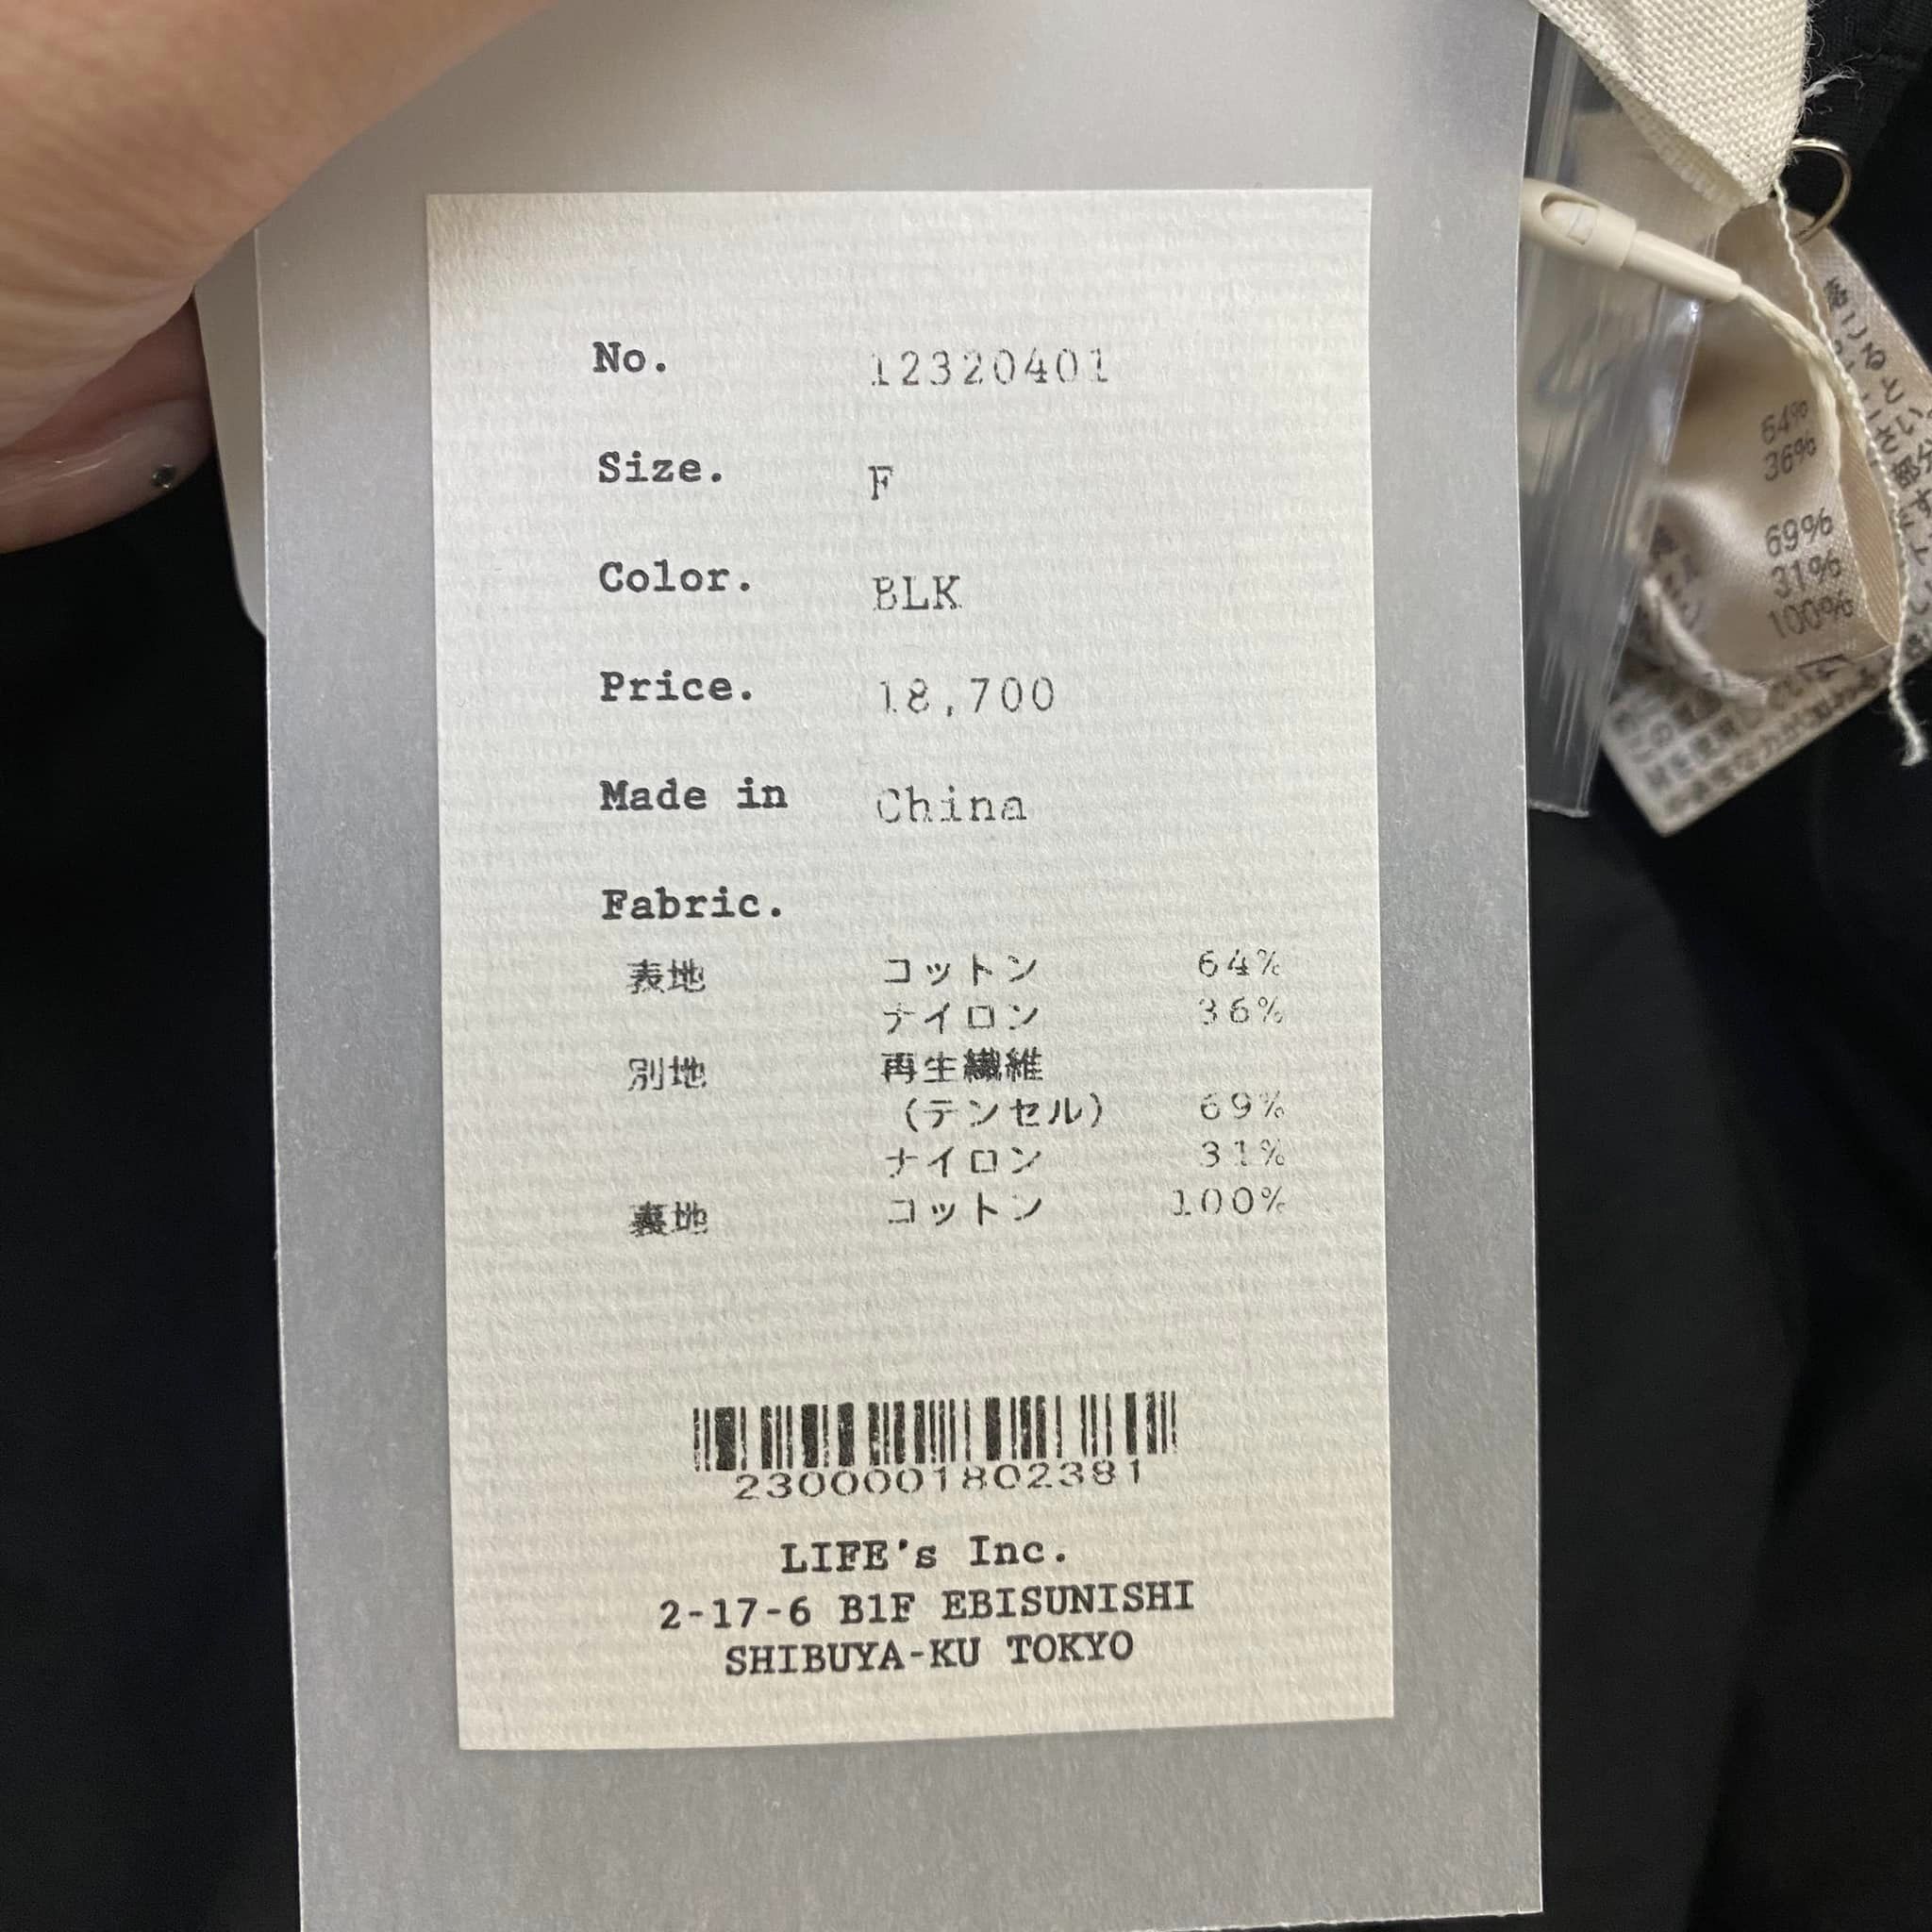 No. 12320401
Size. F
Color. BLK
Price. 18,700
Made in China
Fabric.
表地 コットン 64%
ナイロン 36%
別地 再生繊維
(テンセル) 69%
ナイロン 31%
裏地 コットン 100%
2300001802381
LIFE's Inc.
2-17-6 B1F EBISUNISHI
SHIBUYA-KU TOKYO
64%
36%
69%
31%
100%